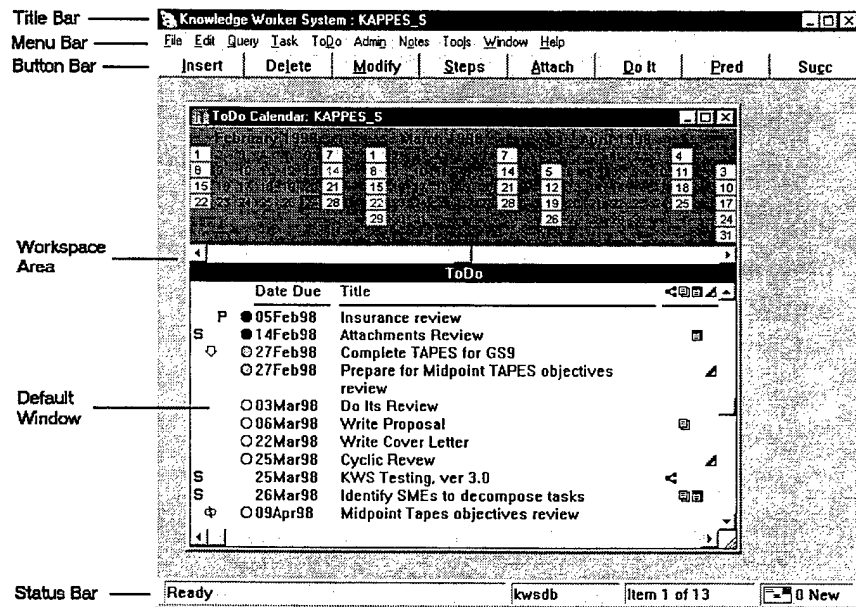 Title Bar
Knowledge Worker System : KAPPES_S
Menu Bar
File Edit Query Task ToDo Admin Notes Tools Window Help
Button Bar
Insert Delete Modify Steps Attach Do It Pred Succ
ToDo Calendar: KAPPES_S
1 7 1 7 4
8 14 8 14 5 11 3
15 21 15 21 12 18 10
22 28 22 28 19 25 17
29 26 24
31
Workspace
Area
ToDo
Date Due Title
P 05Feb98 Insurance review
S 14Feb98 Attachments Review
27Feb98 Complete TAPES for GS9
27Feb98 Prepare for Midpoint TAPES objectives
review
Default
Window
03Mar98 Do Its Review
06Mar98 Write Proposal
22Mar98 Write Cover Letter
25Mar98 Cyclic Revew
S 25Mar98 KWS Testing, ver 3.0
S 26Mar98 Identify SMEs to decompose tasks
09Apr98 Midpoint Tapes objectives review
Status Bar
Ready kwsdb Item 1 of 13 0 New